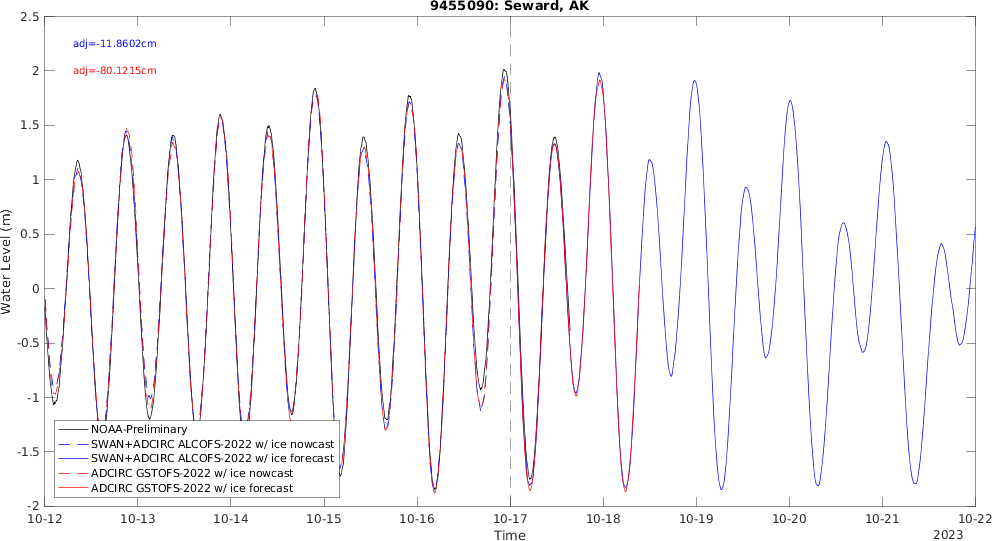 9455090: Seward, AK
adj=-11.8602cm
adj=-80.1215cm
Water Level (m)
2.5
2
1.5
1
0.5
0
-0.5
-1
-1.5
-2
NOAA-Preliminary
SWAN+ADCIRC ALCOFS-2022 w/ ice nowcast
SWAN+ADCIRC ALCOFS-2022 w/ ice forecast
ADCIRC GSTOFS-2022 w/ ice nowcast
ADCIRC GSTOFS-2022 w/ ice forecast
10-12 10-13 10-14 10-15 10-16 10-17 10-18 10-19 10-20 10-21 10-22
Time
2023